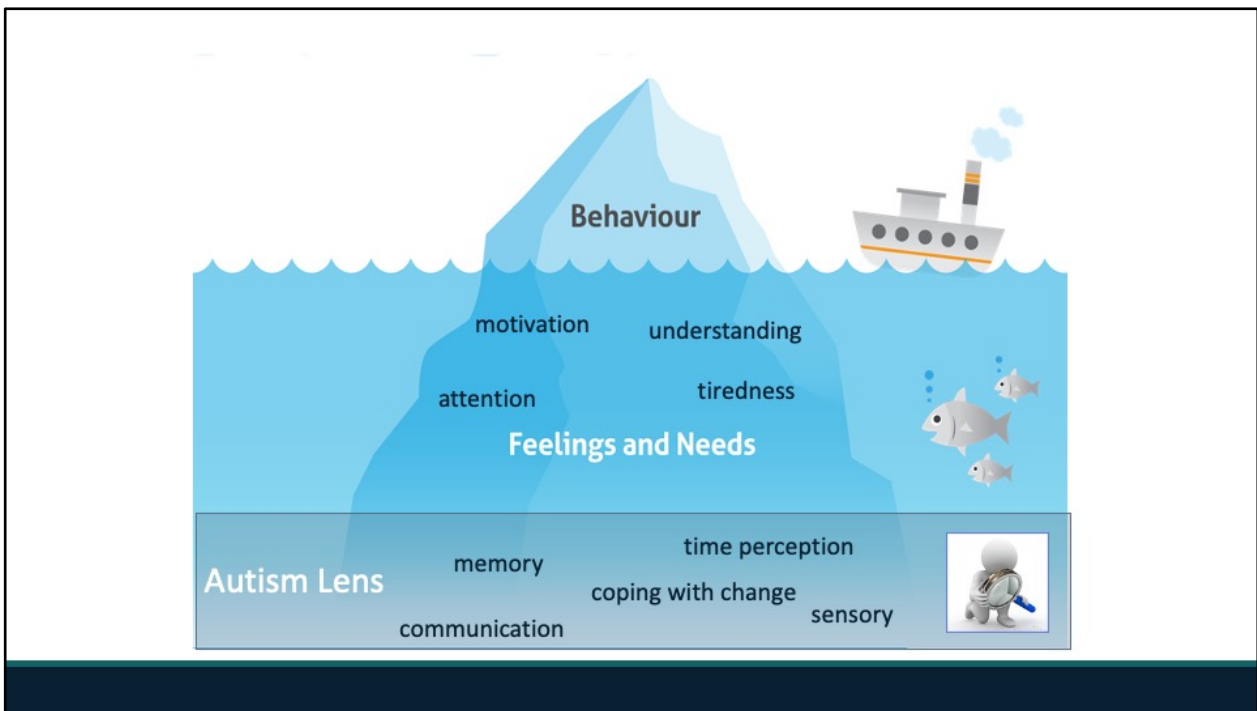 Behaviour
motivation
understanding
attention
tiredness
Feelings and Needs
Autism Lens
memory
time perception
coping with change
sensory
communication